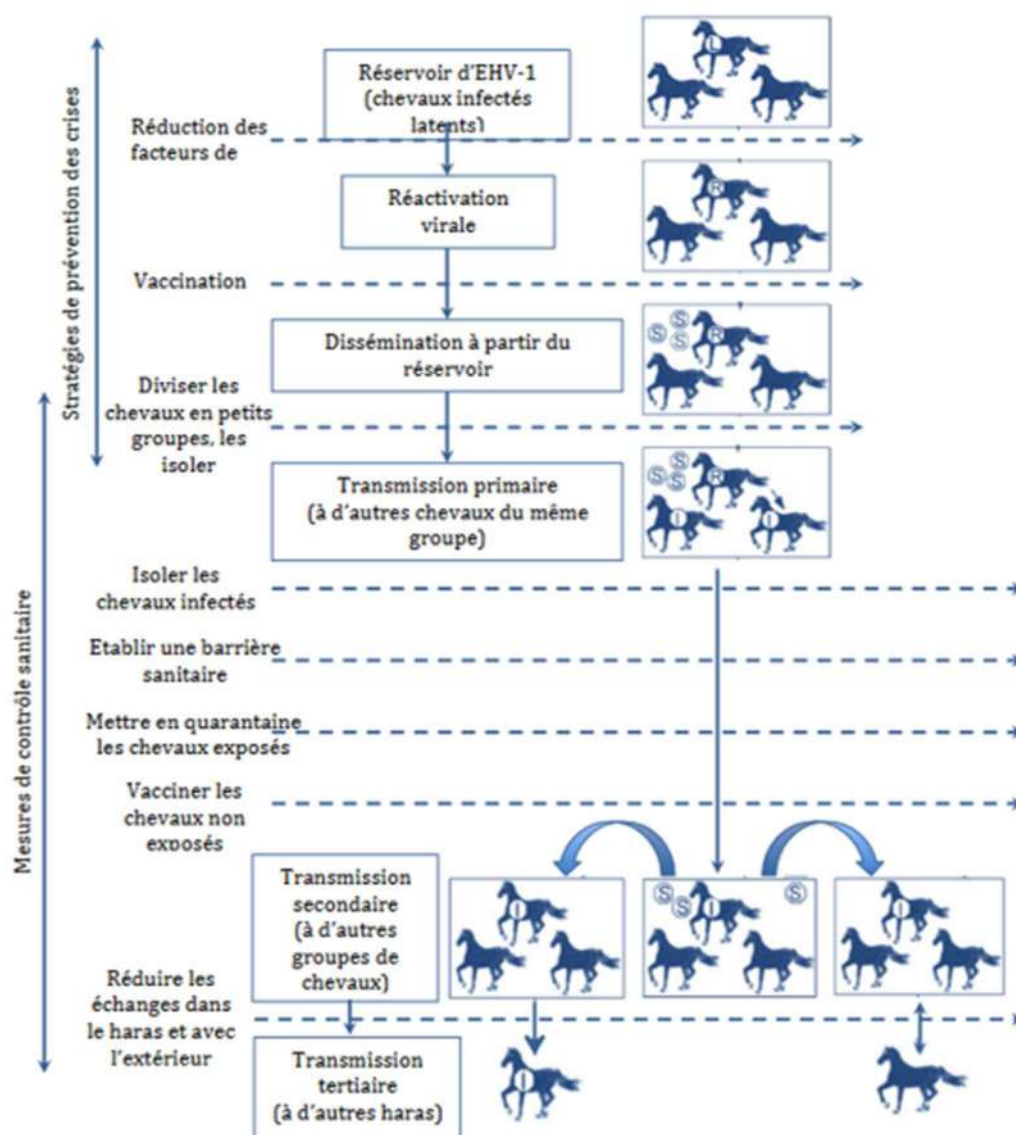 Stratégies de prévention des crises
Mesures de contrôle sanitaire
Réservoir d'EHV-1
(chevaux infectés
latents)
L
Réduction des
facteurs de
Réactivation
virale
R
Vaccination
Dissémination à partir du
réservoir
S
S
S
R
Diviser les
chevaux en petits
groupes, les
isoler
Transmission primaire
(à d'autres chevaux du même
groupe)
S
S
S
R
I
I
Isoler les
chevaux infectés
Etablir une barrière
sanitaire
Mettre en quarantaine
les chevaux exposés
Vacciner les
chevaux non
exposés
Transmission
secondaire
(à d'autres
groupes de
chevaux)
I
S
S
I
S
I
Réduire les
échanges dans
le haras et avec
l'extérieur
Transmission
tertiaire
(à d'autres haras)
I